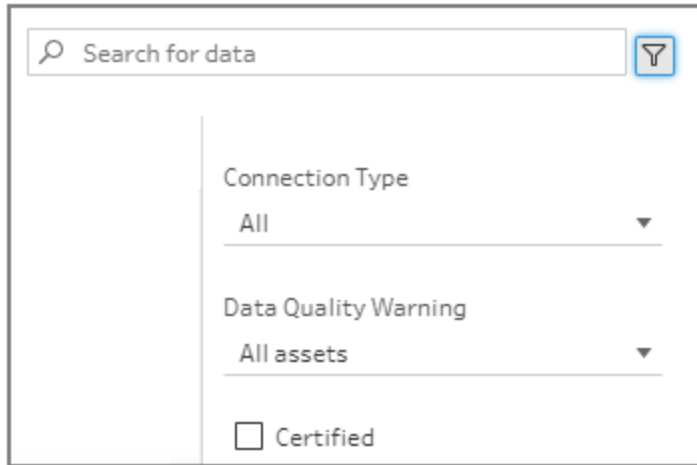 Search for data
Connection Type
All
Data Quality Warning
All assets
Certified